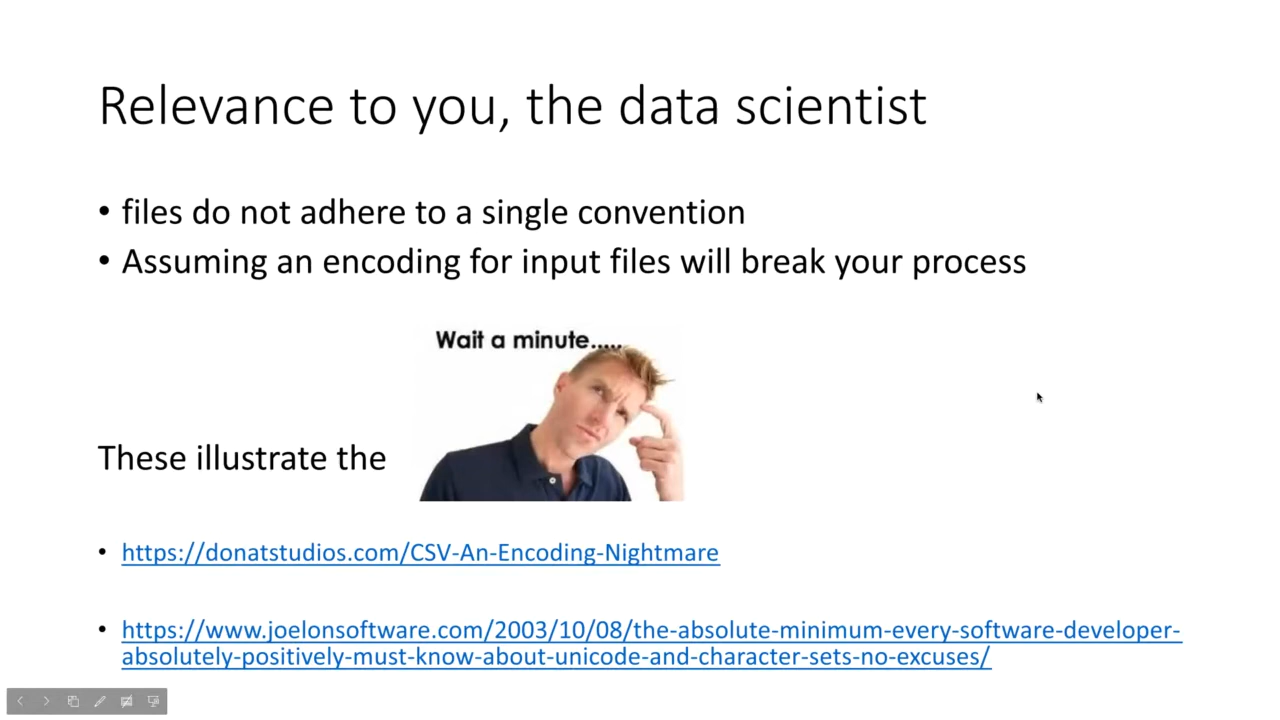 Relevance to you, the data scientist
• files do not adhere to a single convention
• Assuming an encoding for input files will break your process
Wait a minute.....
These illustrate the
• https://donatstudios.com/CSV-An-Encoding-Nightmare
• https://www.joelonsoftware.com/2003/10/08/the-absolute-minimum-every-software-developer-
absolutely-positively-must-know-about-unicode-and-character-sets-no-excuses/